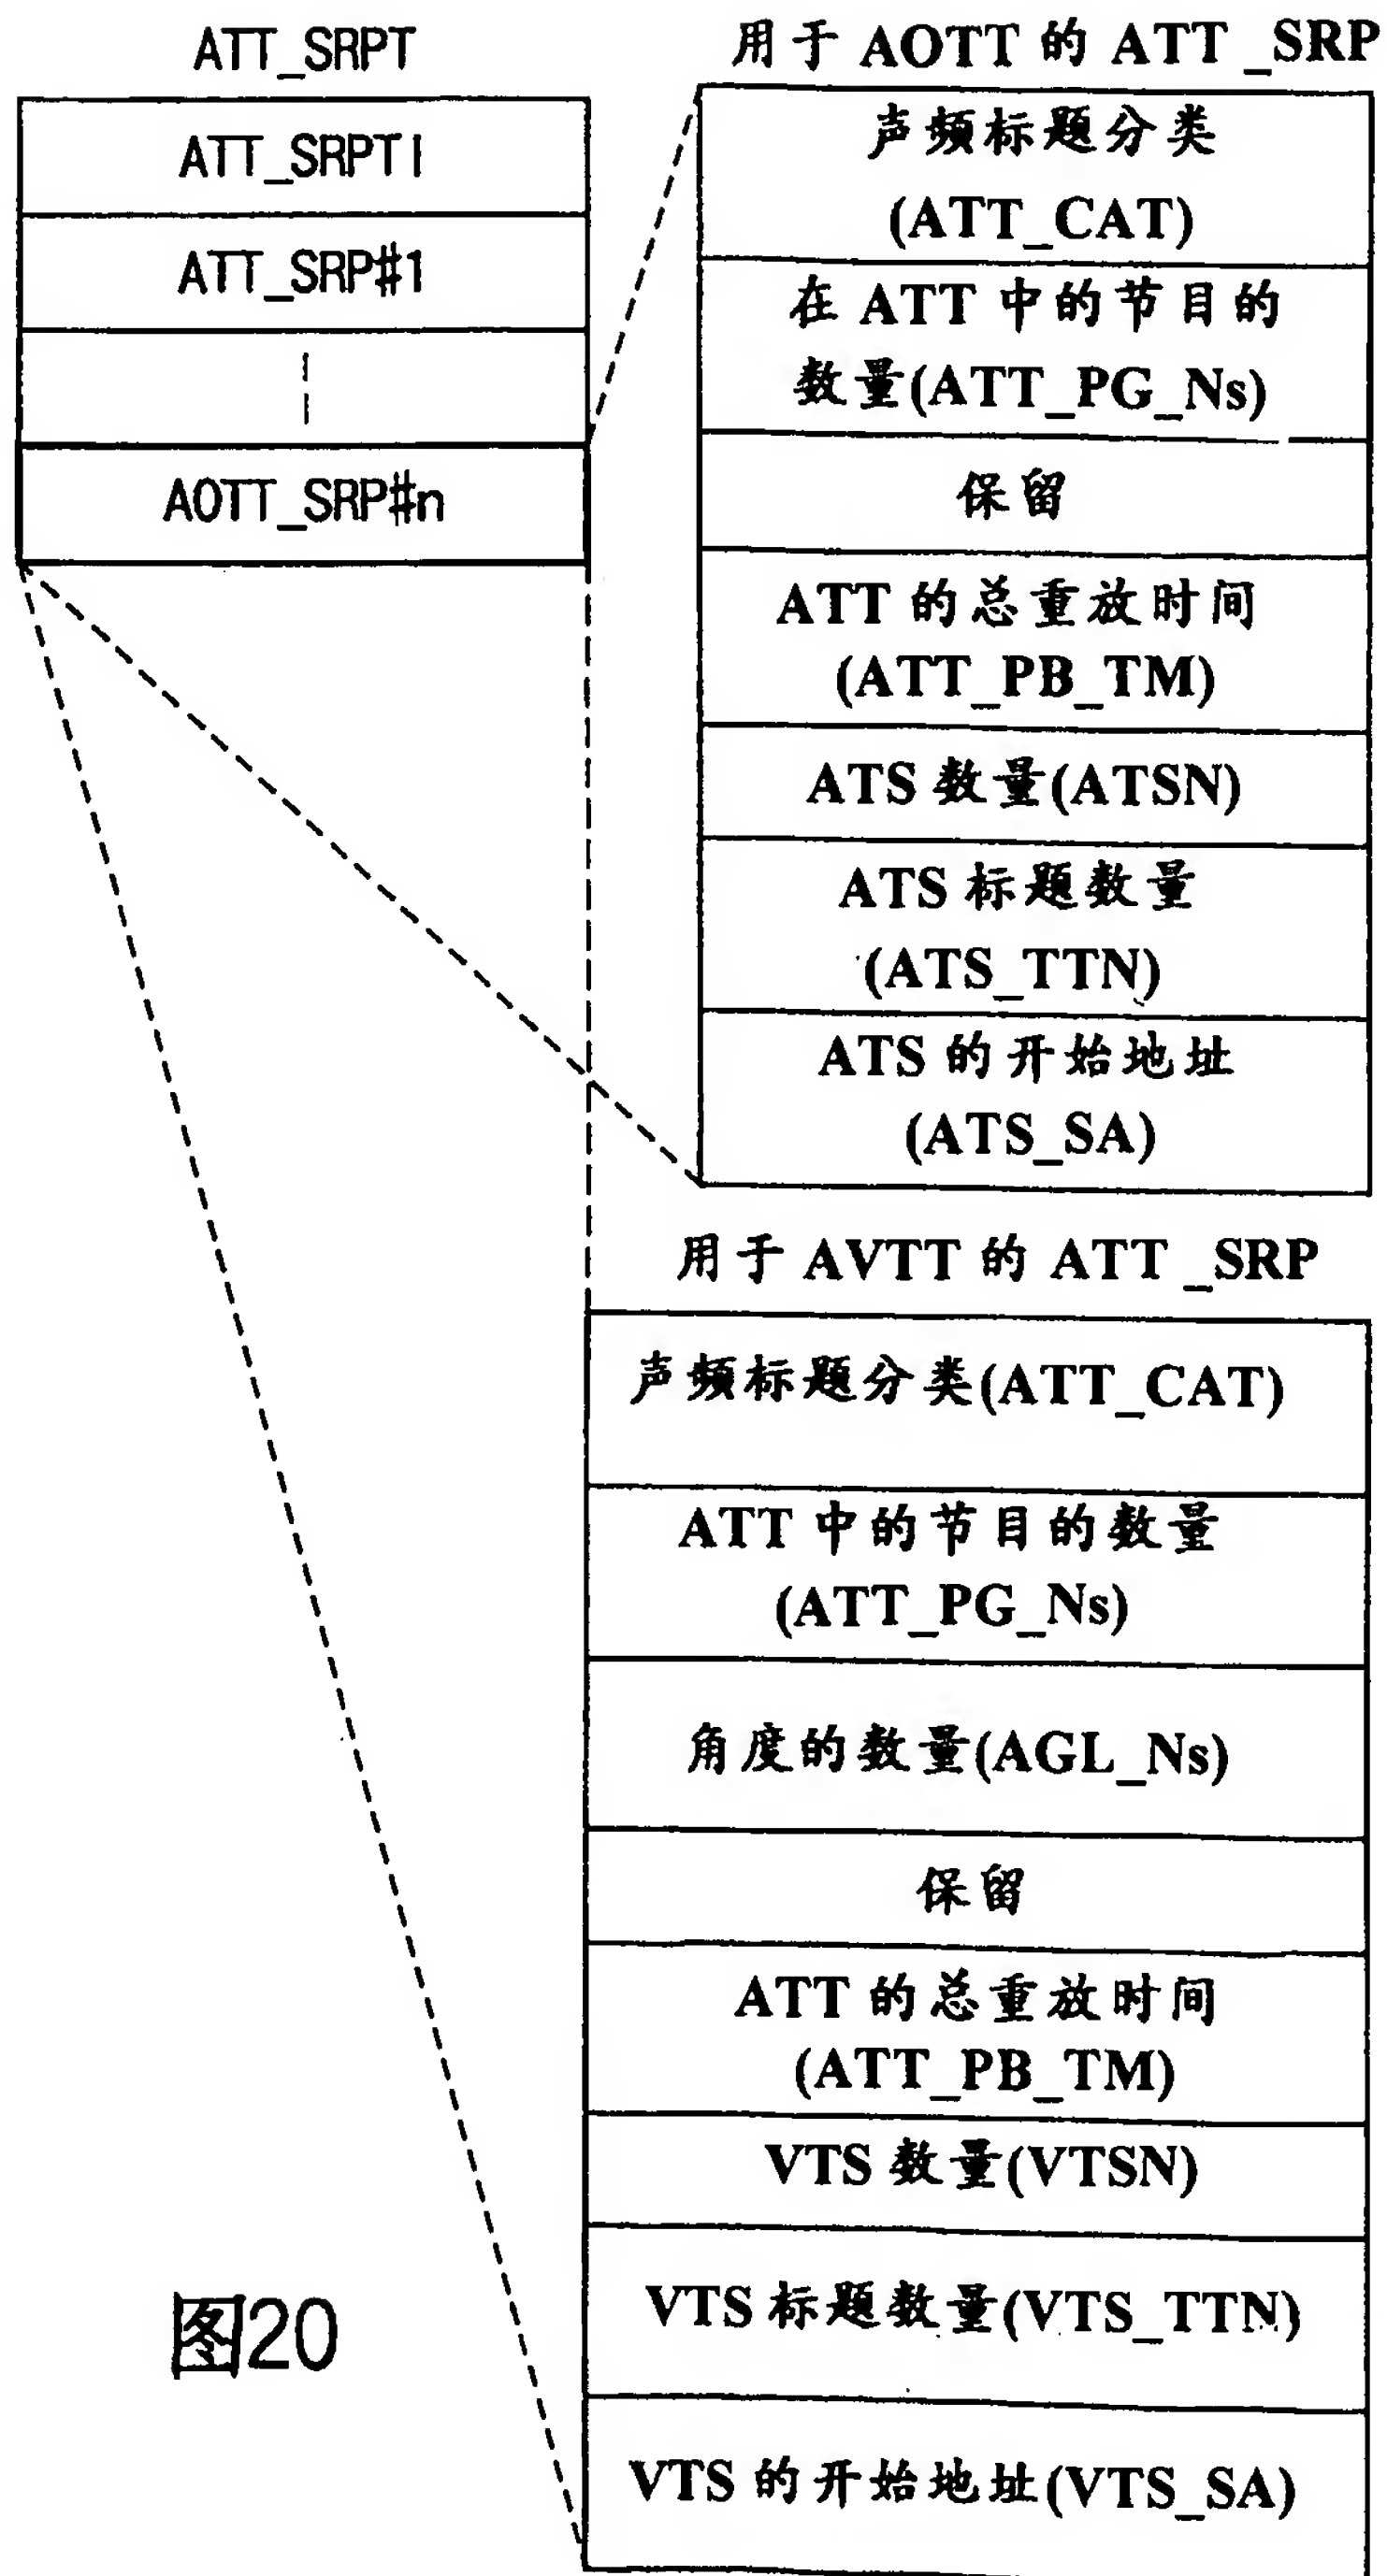 ATT_SRPT
ATT_SRPTI
ATT_SRP#1
AOTT_SRP#n
用于 AOTT 的 ATT _SRP
声频标题分类
(ATT_CAT)
在 ATT 中的节目的
数量(ATT_PG_Ns)
保留
ATT 的总重放时间
(ATT_PB_TM)
ATS 数量(ATSN)
ATS 标题数量
(ATS_TTN)
ATS 的开始地址
(ATS_SA)
用于 AVTT 的 ATT _SRP
声频标题分类(ATT_CAT)
ATT 中的节目的数量
(ATT_PG_Ns)
角度的数量(AGL_Ns)
保留
ATT 的总重放时间
(ATT_PB_TM)
VTS 数量(VTSN)
VTS 标题数量(VTS_TTN)
VTS 的开始地址(VTS_SA)
图20